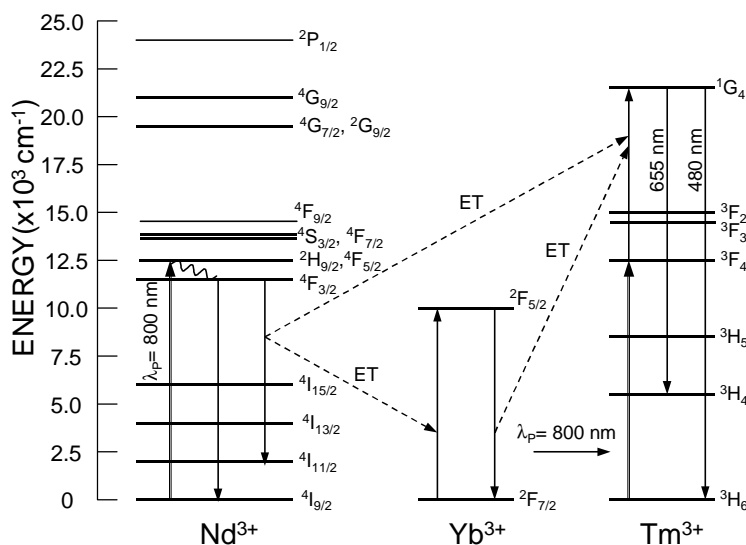 ENERGY(x10³ cm⁻¹)
25.0
22.5
20.0
17.5
15.0
12.5
10.0
7.5
5.0
2.5
0
²P₁/₂
⁴G₉/₂
⁴G₇/₂, ²G₉/₂
⁴F₉/₂
⁴S₃/₂, ⁴F₇/₂
²H₉/₂,⁴F₅/₂
⁴F₃/₂
⁴I₁₅/₂
⁴I₁₃/₂
⁴I₁₁/₂
⁴I₉/₂
λP= 800 nm
Nd³⁺
ET
ET
ET
²F₅/₂
²F₇/₂
Yb³⁺
λP= 800 nm
¹G₄
655 nm
480 nm
³F₂
³F₃
³F₄
³H₅
³H₄
³H₆
Tm³⁺